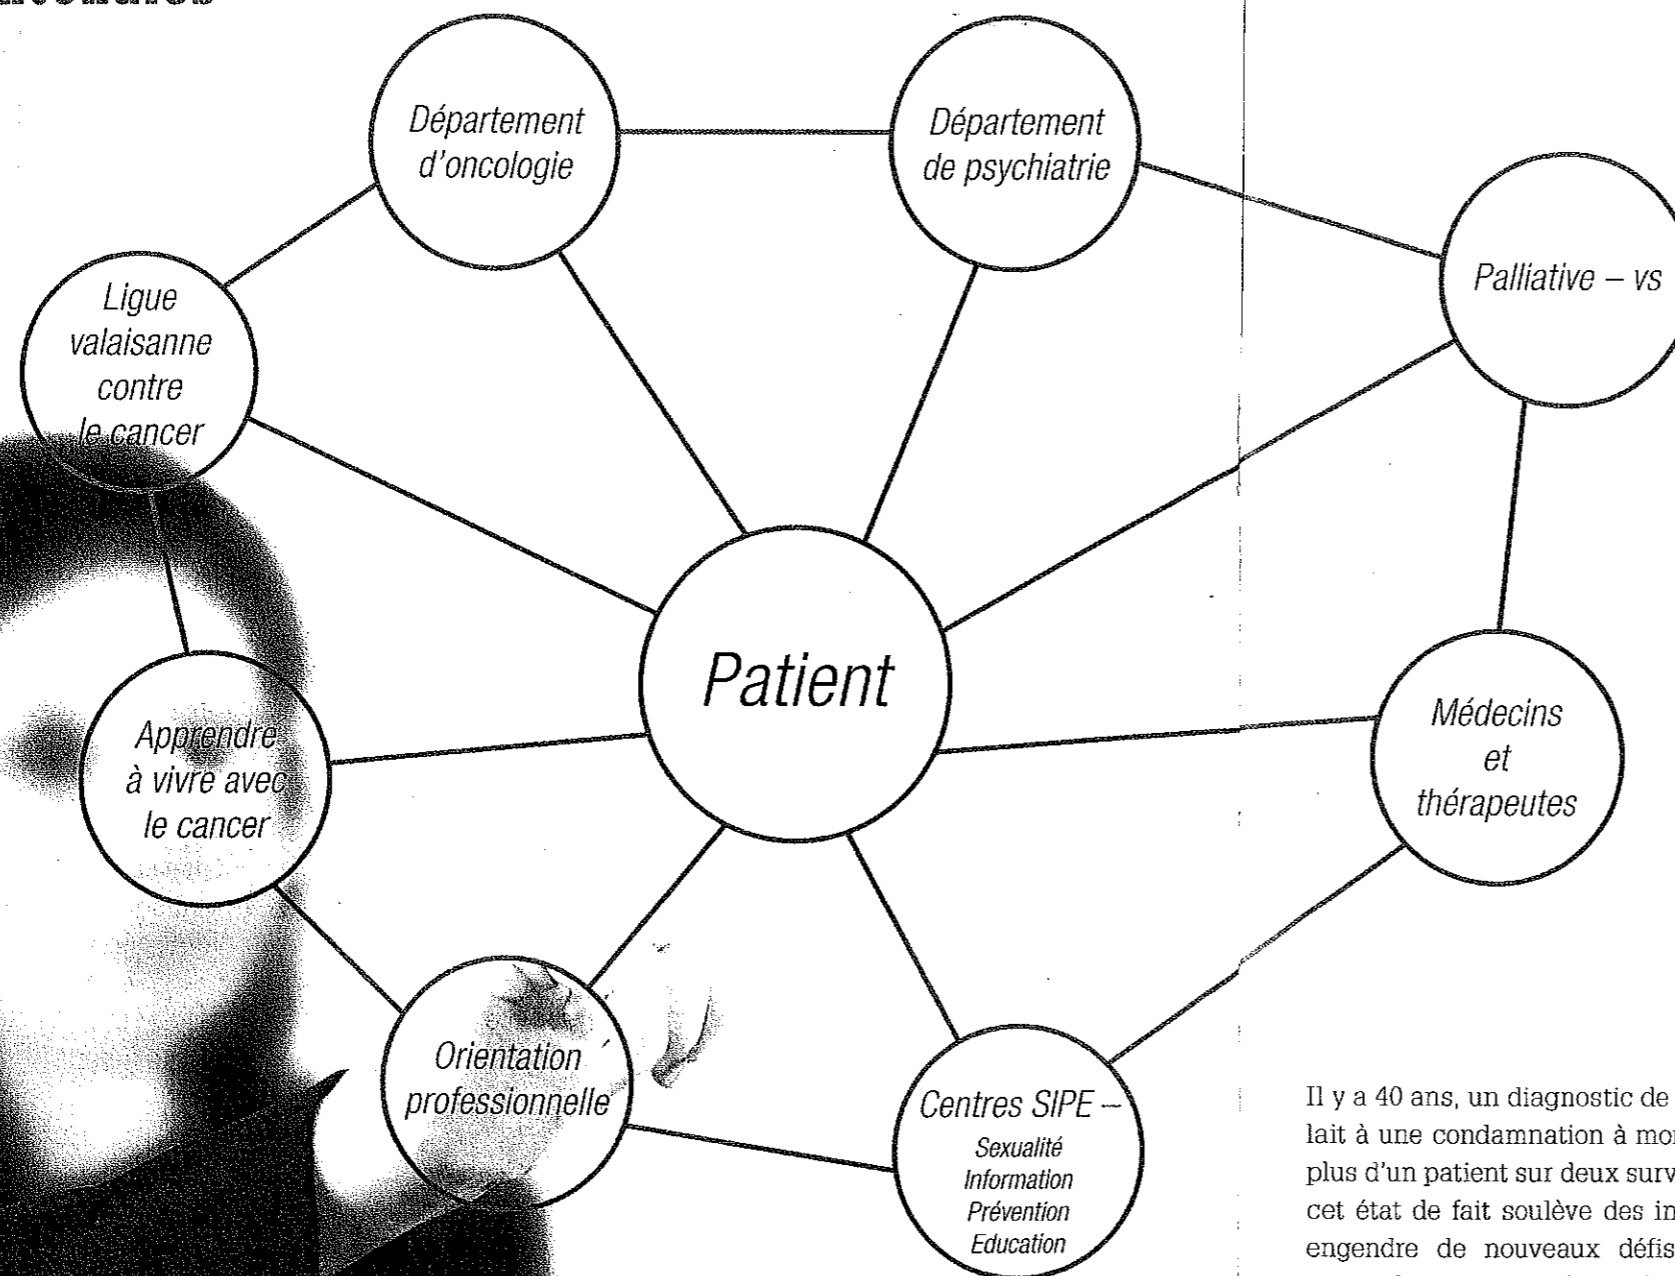 Département
d'oncologie
Département
de psychiatrie
Palliative – vs
Ligue
valaisanne
contre
le cancer
Patient
Médecins
et
thérapeutes
Apprendre
à vivre avec
le cancer
Orientation
professionnelle
Centres SIPE –
Sexualité
Information
Prévention
Education
Il y a 40 ans, un diagnostic de
lait à une condamnation à mor
plus d'un patient sur deux surv
cet état de fait soulève des in
engendre de nouveaux défis